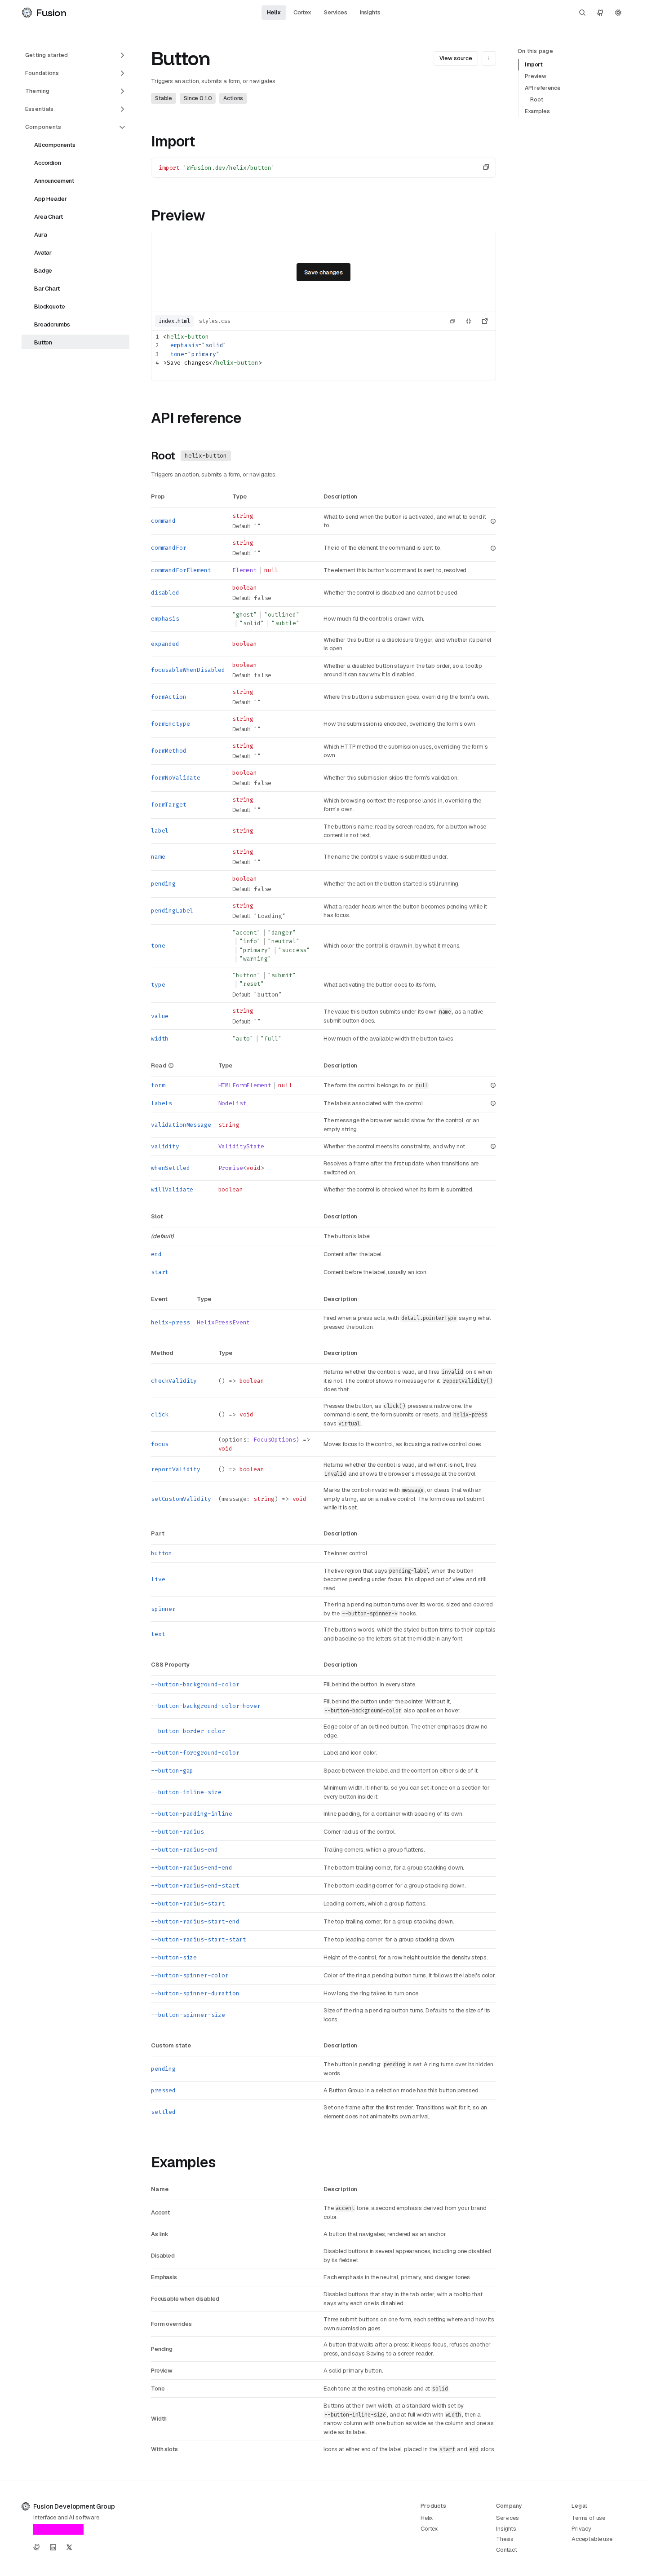 Fusion
Helix
Cortex
Services
Insights
Getting started
Foundations
Theming
Essentials
Components
All components
Accordion
Announcement
App Header
Area Chart
Aura
Avatar
Badge
Bar Chart
Blockquote
Breadcrumbs
Button
Button
View source
Triggers an action, submits a form, or navigates.
Stable
Since 0.1.0
Actions
On this page
Import
Preview
API reference
Root
Examples
Import
import '@fusion.dev/helix/button'
Preview
Save changes
index.html
styles.css
1 <helix-button
2 emphasis="solid"
3 tone="primary"
4 >Save changes</helix-button>
API reference
Root helix-button
Triggers an action, submits a form, or navigates.
Prop Type Description
command string Default "" What to send when the button is activated, and what to send it to.
commandFor string Default "" The id of the element the command is sent to.
commandForElement Element | null The element this button's command is sent to, resolved.
disabled boolean Default false Whether the control is disabled and cannot be used.
emphasis "ghost" | "outlined" | "solid" | "subtle" How much fill the control is drawn with.
expanded boolean Whether this button is a disclosure trigger, and whether its panel is open.
focusableWhenDisabled boolean Default false Whether a disabled button stays in the tab order, so a tooltip around it can say why it is disabled.
formAction string Default "" Where this button's submission goes, overriding the form's own.
formEnctype string Default "" How the submission is encoded, overriding the form's own.
formMethod string Default "" Which HTTP method the submission uses, overriding the form's own.
formNoValidate boolean Default false Whether this submission skips the form's validation.
formTarget string Default "" Which browsing context the response lands in, overriding the form's own.
label string The button's name, read by screen readers, for a button whose content is not text.
name string Default "" The name the control's value is submitted under.
pending boolean Default false Whether the action the button started is still running.
pendingLabel string Default "Loading" What a reader hears when the button becomes pending while it has focus.
tone "accent" | "danger" | "info" | "neutral" | "primary" | "success" | "warning" Which color the control is drawn in, by what it means.
type "button" | "submit" | "reset" Default "button" What activating the button does to its form.
value string Default "" The value this button submits under its own name, as a native submit button does.
width "auto" | "full" How much of the available width the button takes.
Read Type Description
form HTMLFormElement | null The form the control belongs to, or null.
labels NodeList The labels associated with the control.
validationMessage string The message the browser would show for the control, or an empty string.
validity ValidityState Whether the control meets its constraints, and why not.
whenSettled Promise<void> Resolves a frame after the first update, when transitions are switched on.
willValidate boolean Whether the control is checked when its form is submitted.
Slot Description
(default) The button's label.
end Content after the label.
start Content before the label, usually an icon.
Event Type Description
helix-press HelixPressEvent Fired when a press acts, with detail.pointerType saying what pressed the button.
Method Type Description
checkValidity () => boolean Returns whether the control is valid, and fires invalid on it when it is not. The control shows no message for it: reportValidity() does that.
click () => void Presses the button, as click() presses a native one: the command is sent, the form submits or resets, and helix-press says virtual.
focus (options: FocusOptions) => void Moves focus to the control, as focusing a native control does.
reportValidity () => boolean Returns whether the control is valid, and when it is not, fires invalid and shows the browser's message at the control.
setCustomValidity (message: string) => void Marks the control invalid with message, or clears that with an empty string, as on a native control. The form does not submit while it is set.
Part Description
button The inner control.
live The live region that says pending-label when the button becomes pending under focus. It is clipped out of view and still read.
spinner The ring a pending button turns over its words, sized and colored by the --button-spinner-* hooks.
text The button's words, which the styled button trims to their capitals and baseline so the letters sit at the middle in any font.
CSS Property Description
--button-background-color Fill behind the button, in every state.
--button-background-color-hover Fill behind the button under the pointer. Without it, --button-background-color also applies on hover.
--button-border-color Edge color of an outlined button. The other emphases draw no edge.
--button-foreground-color Label and icon color.
--button-gap Space between the label and the content on either side of it.
--button-inline-size Minimum width. It inherits, so you can set it once on a section for every button inside it.
--button-padding-inline Inline padding, for a container with spacing of its own.
--button-radius Corner radius of the control.
--button-radius-end Trailing corners, which a group flattens.
--button-radius-end-end The bottom trailing corner, for a group stacking down.
--button-radius-end-start The bottom leading corner, for a group stacking down.
--button-radius-start Leading corners, which a group flattens.
--button-radius-start-end The top trailing corner, for a group stacking down.
--button-radius-start-start The top leading corner, for a group stacking down.
--button-size Height of the control, for a row height outside the density steps.
--button-spinner-color Color of the ring a pending button turns. It follows the label's color.
--button-spinner-duration How long the ring takes to turn once.
--button-spinner-size Size of the ring a pending button turns. Defaults to the size of its icons.
Custom state Description
pending The button is pending: pending is set. A ring turns over its hidden words.
pressed A Button Group in a selection mode has this button pressed.
settled Set one frame after the first render. Transitions wait for it, so an element does not animate its own arrival.
Examples
Name Description
Accent The accent tone, a second emphasis derived from your brand color.
As link A button that navigates, rendered as an anchor.
Disabled Disabled buttons in several appearances, including one disabled by its fieldset.
Emphasis Each emphasis in the neutral, primary, and danger tones.
Focusable when disabled Disabled buttons that stay in the tab order, with a tooltip that says why each one is disabled.
Form overrides Three submit buttons on one form, each setting where and how its own submission goes.
Pending A button that waits after a press: it keeps focus, refuses another press, and says Saving to a screen reader.
Preview A solid primary button.
Tone Each tone at the resting emphasis and at solid.
Width Buttons at their own width, at a standard width set by --button-inline-size, and at full width with width, then a narrow column with one button as wide as the column and one as wide as its label.
With slots Icons at either end of the label, placed in the start and end slots.
Fusion Development Group
Interface and AI software.
Products
Helix
Cortex
Company
Services
Insights
Thesis
Contact
Legal
Terms of use
Privacy
Acceptable use